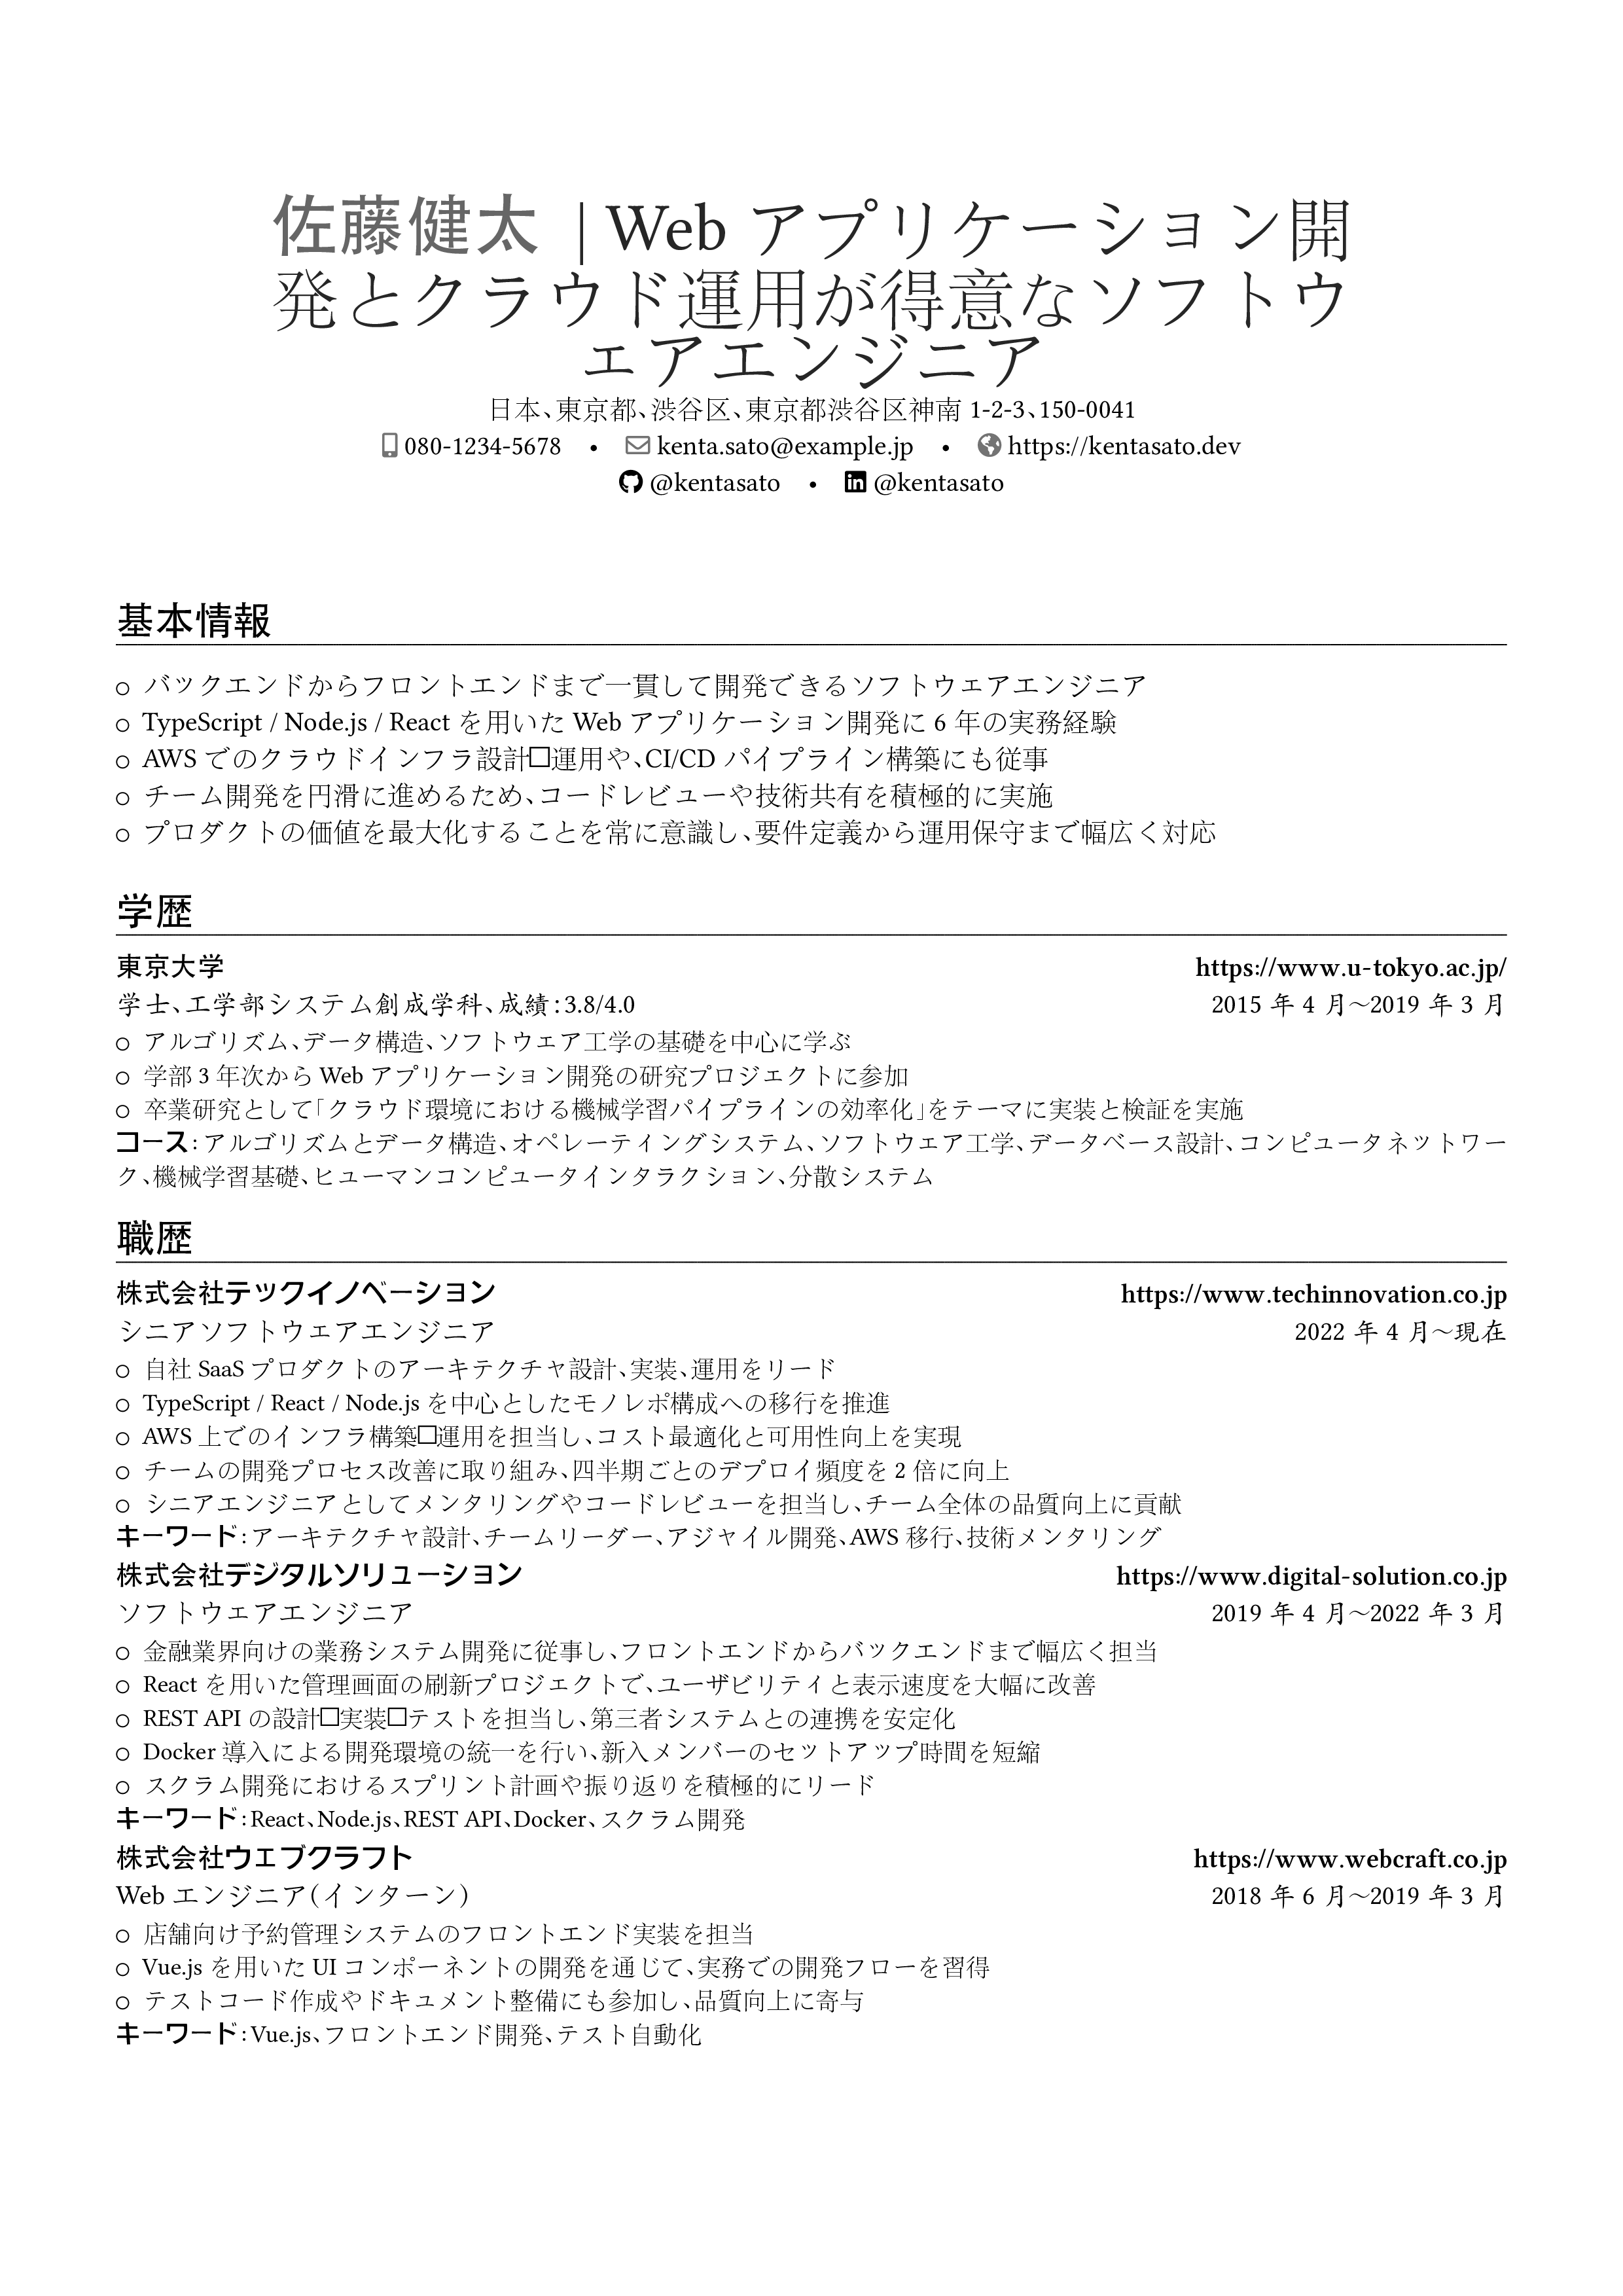 佐藤健太 | Web アプリケーション開
発とクラウド運用が得意なソフトウ
ェアエンジニア
日本、東京都、渋谷区、東京都渋谷区神南 1-2-3、150-0041
080-1234-5678 • kenta.sato@example.jp • https://kentasato.dev
@kentasato • @kentasato
基本情報
○ バックエンドからフロントエンドまで一貫して開発できるソフトウェアエンジニア
○ TypeScript / Node.js / React を用いた Web アプリケーション開発に 6 年の実務経験
○ AWS でのクラウドインフラ設計□運用や、CI/CD パイプライン構築にも従事
○ チーム開発を円滑に進めるため、コードレビューや技術共有を積極的に実施
○ プロダクトの価値を最大化することを常に意識し、要件定義から運用保守まで幅広く対応
学歴
東京大学 https://www.u-tokyo.ac.jp/
学士、工学部システム創成学科、成績：3.8/4.0 2015 年 4 月～2019 年 3 月
○ アルゴリズム、データ構造、ソフトウェア工学の基礎を中心に学ぶ
○ 学部 3 年次から Web アプリケーション開発の研究プロジェクトに参加
○ 卒業研究として「クラウド環境における機械学習パイプラインの効率化」をテーマに実装と検証を実施
コース：アルゴリズムとデータ構造、オペレーティングシステム、ソフトウェア工学、データベース設計、コンピュータネットワー
ク、機械学習基礎、ヒューマンコンピュータインタラクション、分散システム
職歴
株式会社テックイノベーション https://www.techinnovation.co.jp
シニアソフトウェアエンジニア 2022 年 4 月～現在
○ 自社 SaaS プロダクトのアーキテクチャ設計、実装、運用をリード
○ TypeScript / React / Node.js を中心としたモノレポ構成への移行を推進
○ AWS 上でのインフラ構築□運用を担当し、コスト最適化と可用性向上を実現
○ チームの開発プロセス改善に取り組み、四半期ごとのデプロイ頻度を 2 倍に向上
○ シニアエンジニアとしてメンタリングやコードレビューを担当し、チーム全体の品質向上に貢献
キーワード：アーキテクチャ設計、チームリーダー、アジャイル開発、AWS 移行、技術メンタリング
株式会社デジタルソリューション https://www.digital-solution.co.jp
ソフトウェアエンジニア 2019 年 4 月～2022 年 3 月
○ 金融業界向けの業務システム開発に従事し、フロントエンドからバックエンドまで幅広く担当
○ React を用いた管理画面の刷新プロジェクトで、ユーザビリティと表示速度を大幅に改善
○ REST API の設計□実装□テストを担当し、第三者システムとの連携を安定化
○ Docker 導入による開発環境の統一を行い、新入メンバーのセットアップ時間を短縮
○ スクラム開発におけるスプリント計画や振り返りを積極的にリード
キーワード：React、Node.js、REST API、Docker、スクラム開発
株式会社ウェブクラフト https://www.webcraft.co.jp
Web エンジニア（インターン） 2018 年 6 月～2019 年 3 月
○ 店舗向け予約管理システムのフロントエンド実装を担当
○ Vue.js を用いた UI コンポーネントの開発を通じて、実務での開発フローを習得
○ テストコード作成やドキュメント整備にも参加し、品質向上に寄与
キーワード：Vue.js、フロントエンド開発、テスト自動化